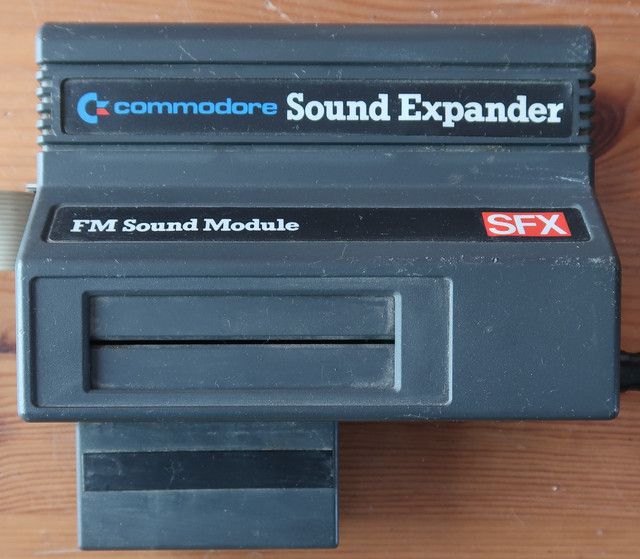 commodore Sound Expander
FM Sound Module SFX